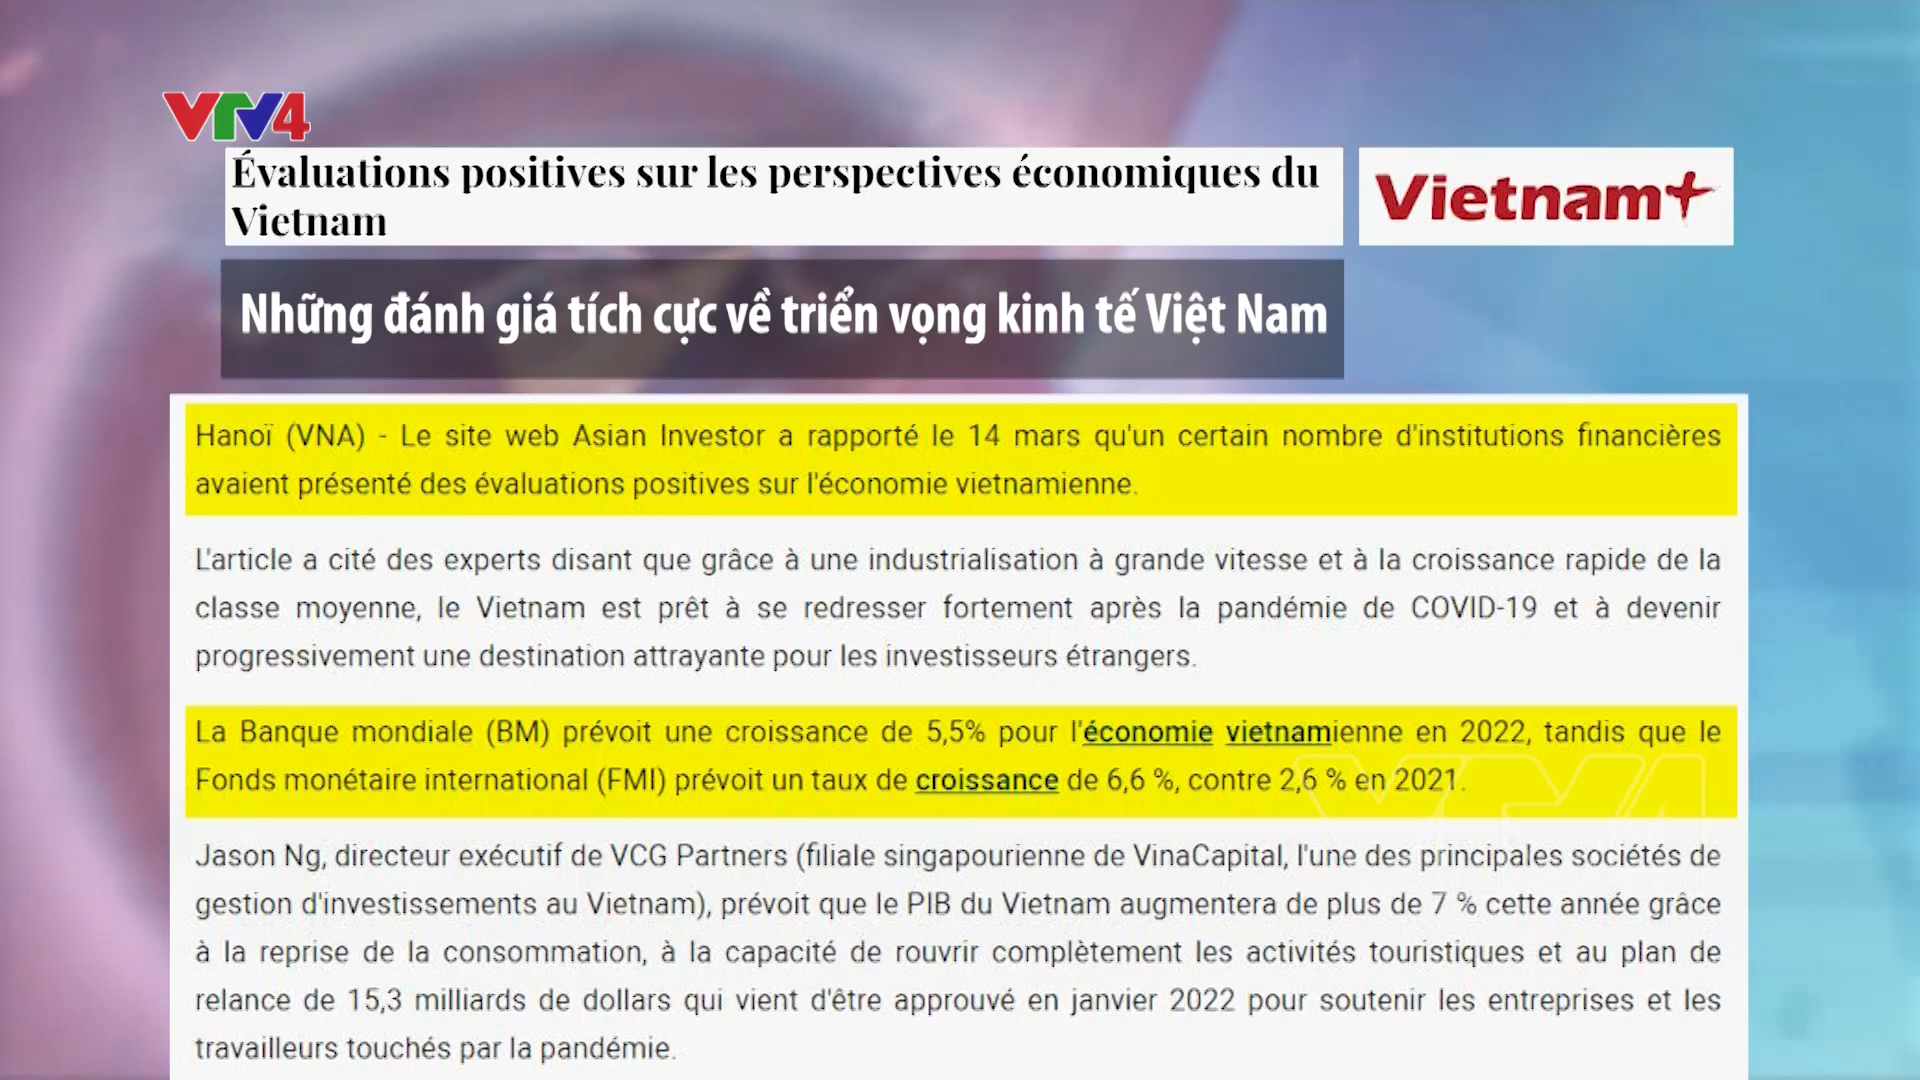 VTV4
Évaluations positives sur les perspectives économiques du
Vietnam
Vietnam+
Những đánh giá tích cực về triển vọng kinh tế Việt Nam
Hanoï (VNA) - Le site web Asian Investor a rapporté le 14 mars qu'un certain nombre d'institutions financières
avaient présenté des évaluations positives sur l'économie vietnamienne.
L'article a cité des experts disant que grâce à une industrialisation à grande vitesse et à la croissance rapide de la
classe moyenne, le Vietnam est prêt à se redresser fortement après la pandémie de COVID-19 et à devenir
progressivement une destination attrayante pour les investisseurs étrangers.
La Banque mondiale (BM) prévoit une croissance de 5,5% pour l'économie vietnamienne en 2022, tandis que le
Fonds monétaire international (FMI) prévoit un taux de croissance de 6,6 %, contre 2,6 % en 2021.
VTV4
Jason Ng, directeur exécutif de VCG Partners (filiale singapourienne de VinaCapital, l'une des principales sociétés de
gestion d'investissements au Vietnam), prévoit que le PIB du Vietnam augmentera de plus de 7 % cette année grâce
à la reprise de la consommation, à la capacité de rouvrir complètement les activités touristiques et au plan de
relance de 15,3 milliards de dollars qui vient d'être approuvé en janvier 2022 pour soutenir les entreprises et les
travailleurs touchés par la pandémie.